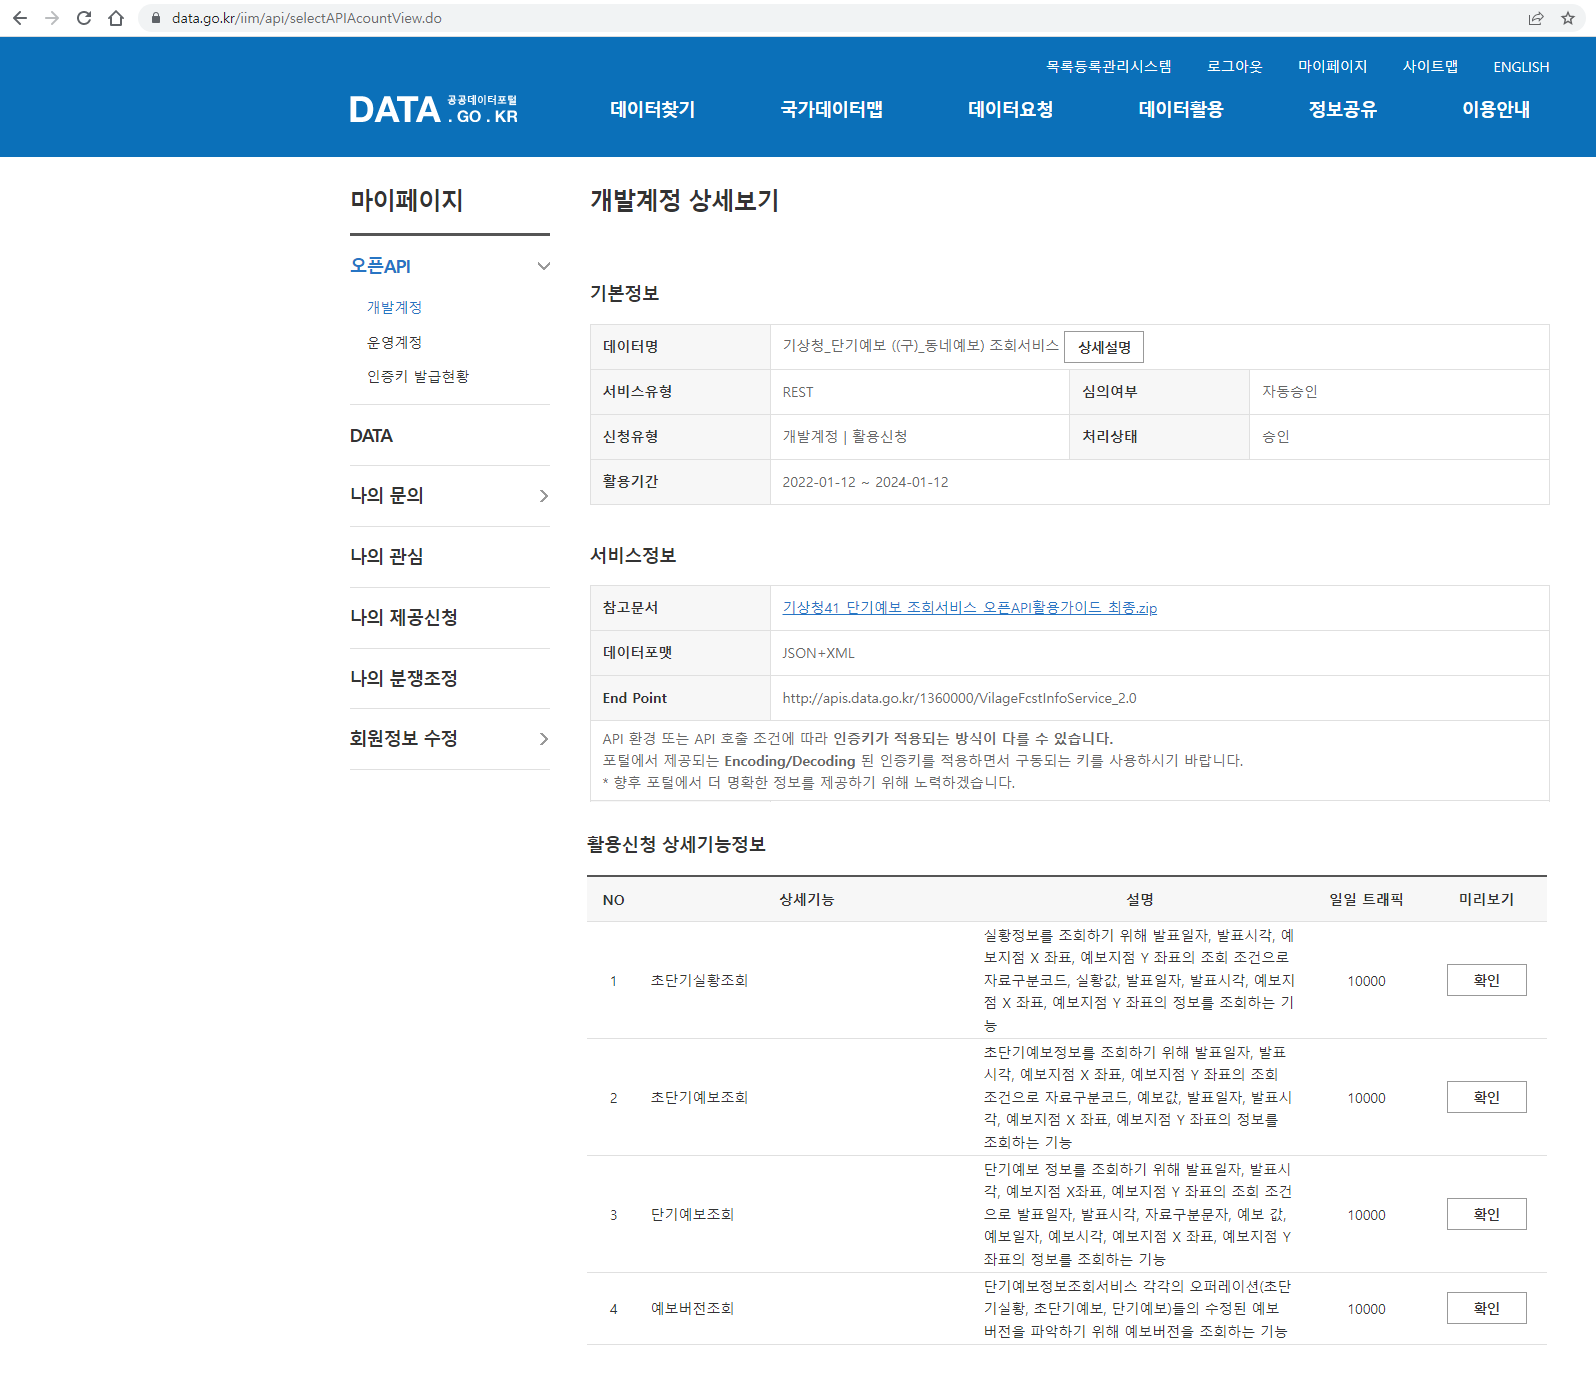 data.go.kr/iim/api/selectAPIAcountView.do
목록등록관리시스템 로그아웃 마이페이지 사이트맵 ENGLISH
DATA 공공데이터포털 .GO.KR
데이터찾기 국가데이터맵 데이터요청 데이터활용 정보공유 이용안내
마이페이지
오픈API
개발계정
운영계정
인증키 발급현황
DATA
나의 문의
나의 관심
나의 제공신청
나의 분쟁조정
회원정보 수정
개발계정 상세보기
기본정보
데이터명 기상청_단기예보 ((구)_동네예보) 조회서비스 상세설명
서비스유형 REST 심의여부 자동승인
신청유형 개발계정 | 활용신청 처리상태 승인
활용기간 2022-01-12 ~ 2024-01-12
서비스정보
참고문서 기상청41_단기예보 조회서비스_오픈API활용가이드_최종.zip
데이터포맷 JSON+XML
End Point http://apis.data.go.kr/1360000/VilageFcstInfoService_2.0
API 환경 또는 API 호출 조건에 따라 인증키가 적용되는 방식이 다를 수 있습니다.
포털에서 제공되는 Encoding/Decoding 된 인증키를 적용하면서 구동되는 키를 사용하시기 바랍니다.
* 향후 포털에서 더 명확한 정보를 제공하기 위해 노력하겠습니다.
활용신청 상세기능정보
NO 상세기능 설명 일일 트래픽 미리보기
1 초단기실황조회
실황정보를 조회하기 위해 발표일자, 발표시각, 예
보지점 X 좌표, 예보지점 Y 좌표의 조회 조건으로
자료구분코드, 실황값, 발표일자, 발표시각, 예보지
점 X 좌표, 예보지점 Y 좌표의 정보를 조회하는 기
능
10000 확인
2 초단기예보조회
초단기예보정보를 조회하기 위해 발표일자, 발표
시각, 예보지점 X 좌표, 예보지점 Y 좌표의 조회
조건으로 자료구분코드, 예보값, 발표일자, 발표시
각, 예보지점 X 좌표, 예보지점 Y 좌표의 정보를
조회하는 기능
10000 확인
3 단기예보조회
단기예보 정보를 조회하기 위해 발표일자, 발표시
각, 예보지점 X좌표, 예보지점 Y 좌표의 조회 조건
으로 발표일자, 발표시각, 자료구분문자, 예보 값,
예보일자, 예보시각, 예보지점 X 좌표, 예보지점 Y
좌표의 정보를 조회하는 기능
10000 확인
4 예보버전조회
단기예보정보조회서비스 각각의 오퍼레이션(초단
기실황, 초단기예보, 단기예보)들의 수정된 예보
버전을 파악하기 위해 예보버전을 조회하는 기능
10000 확인